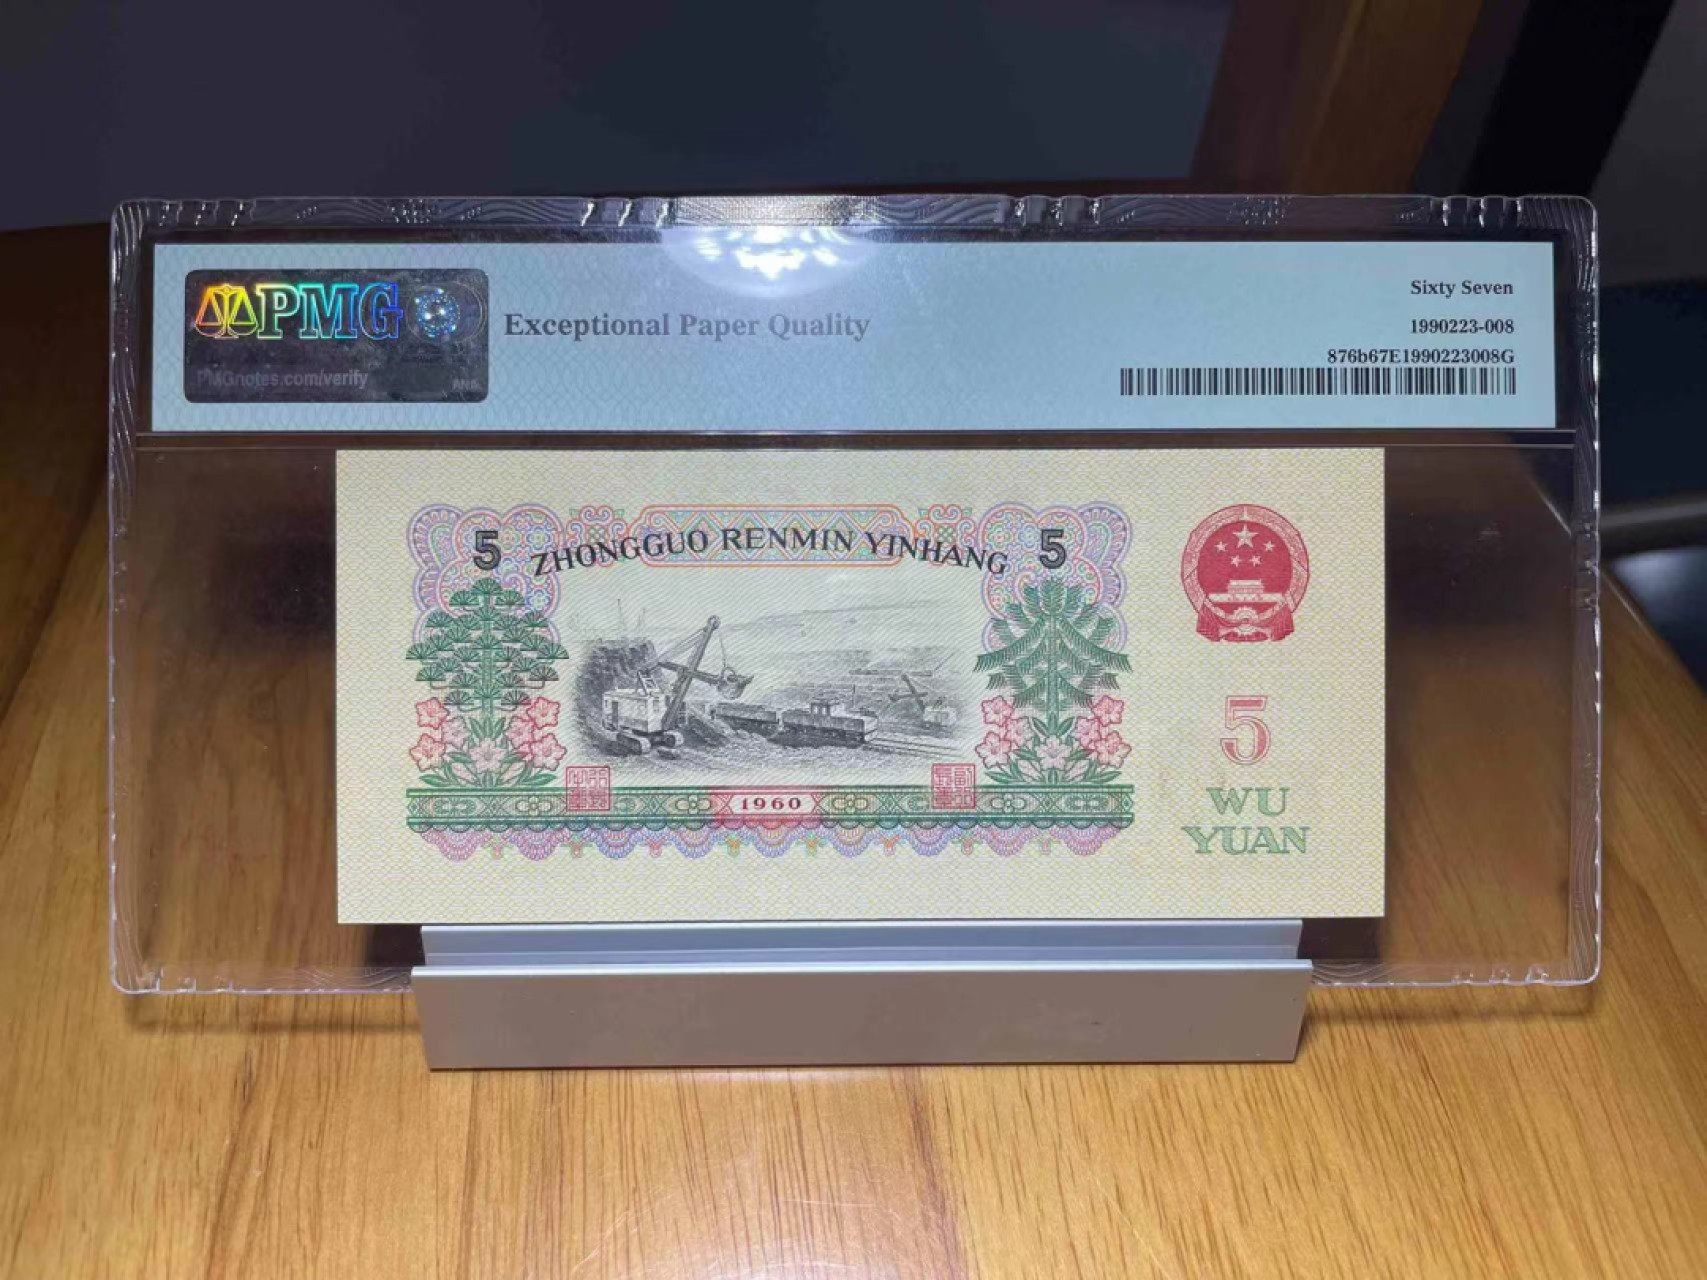 PMG
PMGnotes.com/verify
ANS
Exceptional Paper Quality
Sixty Seven
1990223-008
876b67E1990223008G
5 ZHONGGUO RENMIN YINHANG 5
1960
5
WU
YUAN